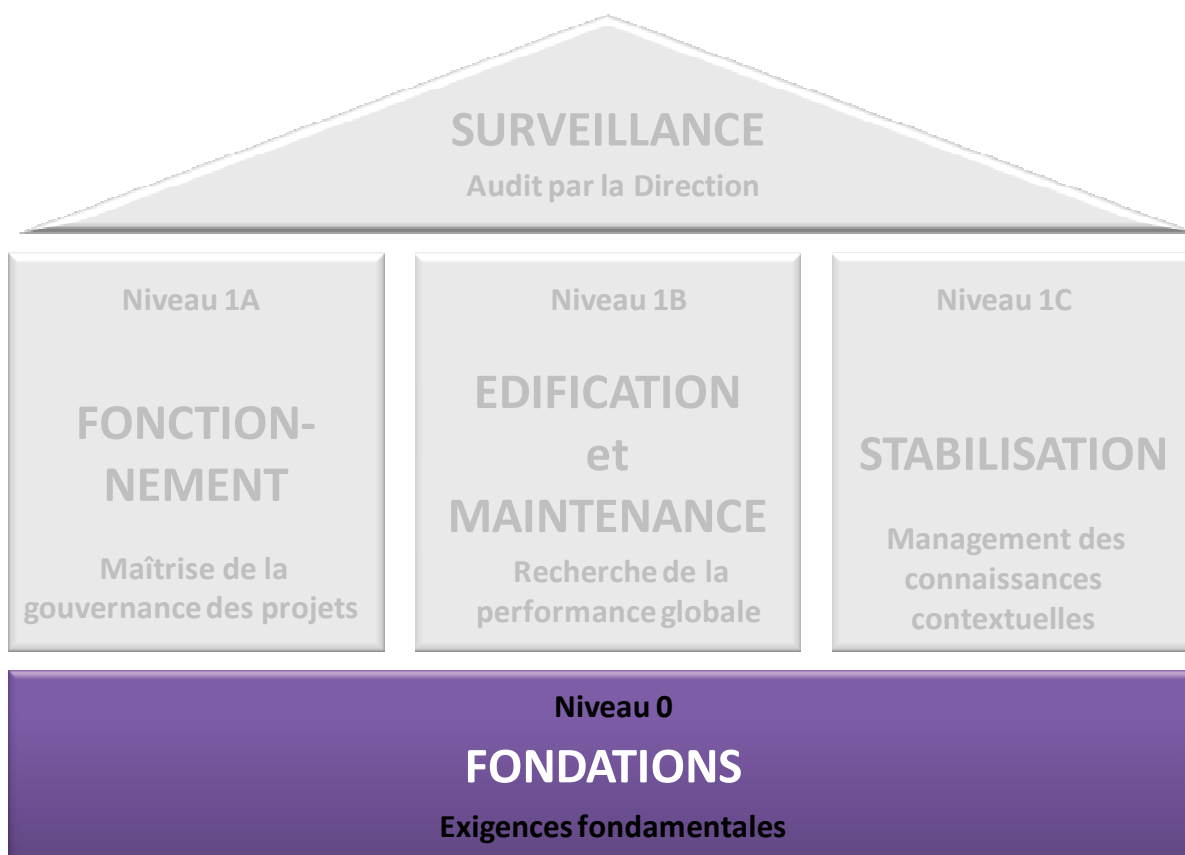 SURVEILLANCE
Audit par la Direction
Niveau 1A
FONCTION-
NEMENT
Maîtrise de la
gouvernance des projets
Niveau 1B
EDIFICATION
et
MAINTENANCE
Recherche de la
performance globale
Niveau 1C
STABILISATION
Management des
connaissances
contextuelles
Niveau 0
FONDATIONS
Exigences fondamentales